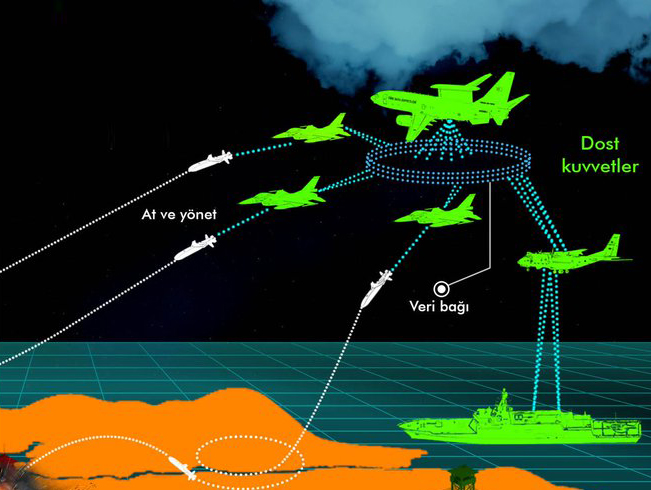 Dost
kuvvetler
At ve yönet
Veri bağı